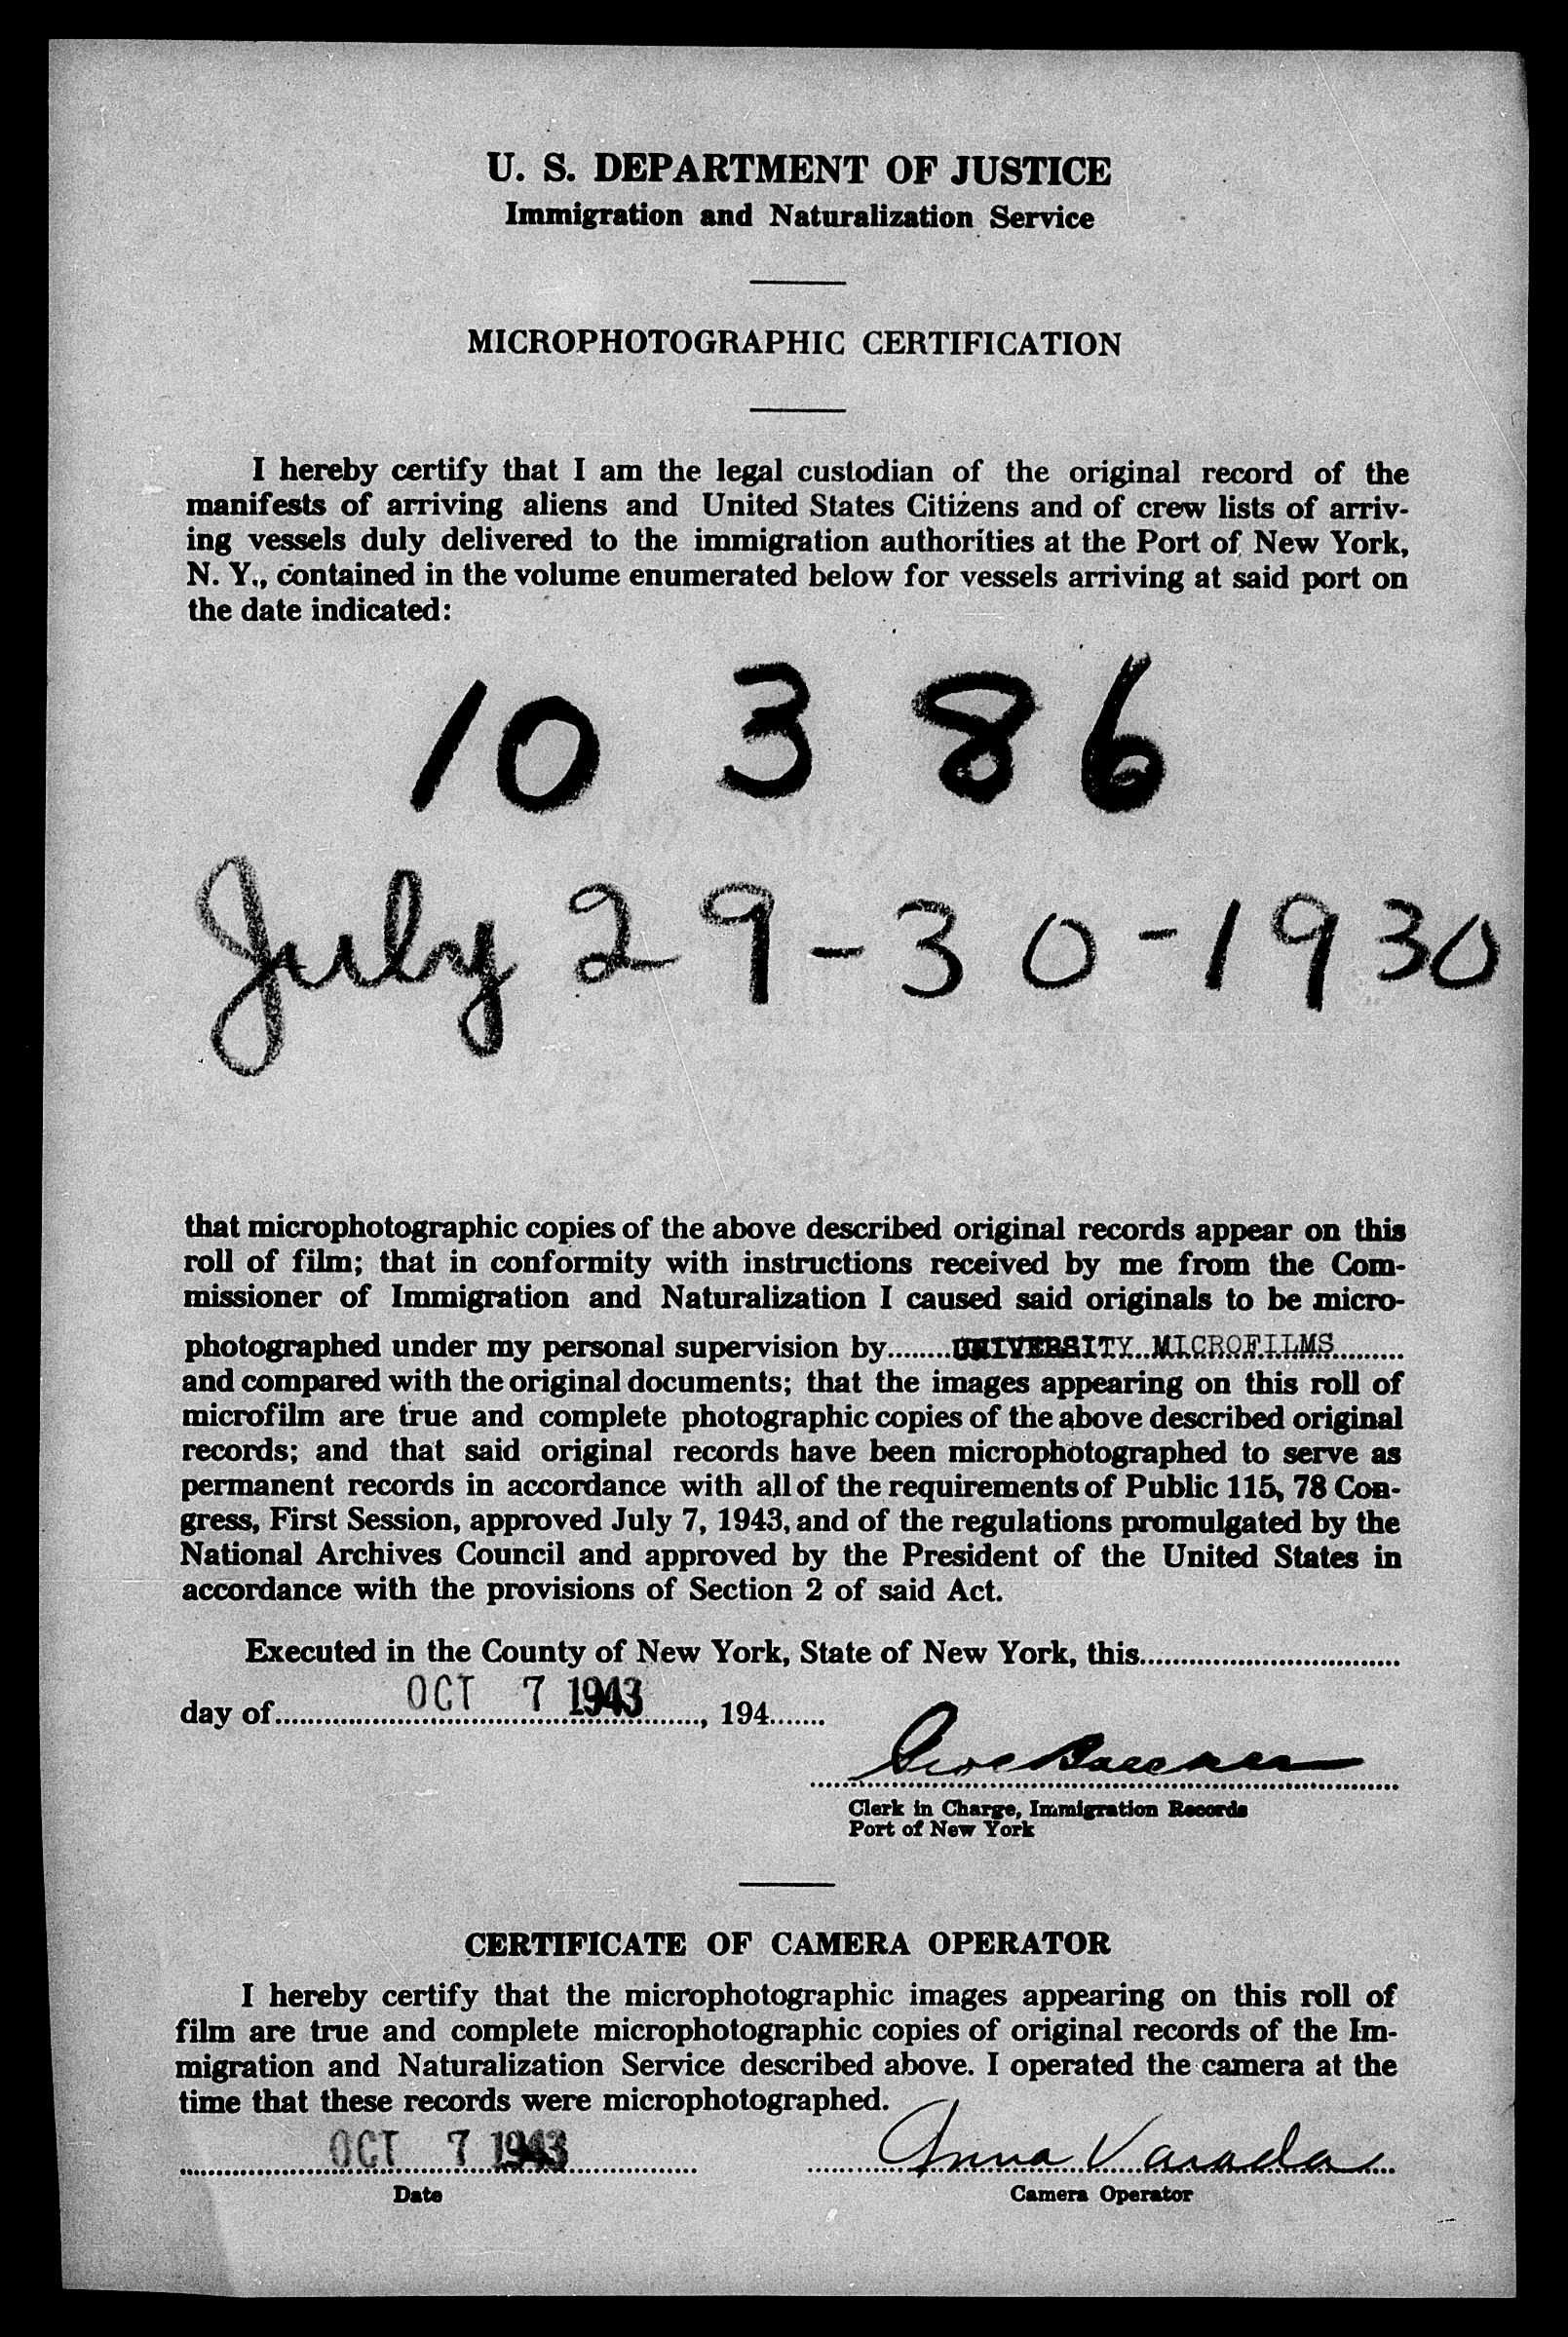 U. S. DEPARTMENT OF JUSTICE
Immigration and Naturalization Service
MICROPHOTOGRAPHIC CERTIFICATION
I hereby certify that I am the legal custodian of the original record of the
manifests of arriving aliens and United States Citizens and of crew lists of arriv-
ing vessels duly delivered to the immigration authorities at the Port of New York,
N. Y., contained in the volume enumerated below for vessels arriving at said port on
the date indicated:
10 3 86
July 29-30-1930
that microphotographic copies of the above described original records appear on this
roll of film; that in conformity with instructions received by me from the Com-
missioner of Immigration and Naturalization I caused said originals to be micro-
photographed under my personal supervision by........UNIVERSITY MICROFILMS.........
and compared with the original documents; that the images appearing on this roll of
microfilm are true and complete photographic copies of the above described original
records; and that said original records have been microphotographed to serve as
permanent records in accordance with all of the requirements of Public 115, 78 Con-
gress, First Session, approved July 7, 1943, and of the regulations promulgated by the
National Archives Council and approved by the President of the United States in
accordance with the provisions of Section 2 of said Act.
Executed in the County of New York, State of New York, this................................
day of................OCT 7 1943......., 194.......
Clerk in Charge, Immigration Records
Port of New York
CERTIFICATE OF CAMERA OPERATOR
I hereby certify that the microphotographic images appearing on this roll of
film are true and complete microphotographic copies of original records of the Im-
migration and Naturalization Service described above. I operated the camera at the
time that these records were microphotographed.
OCT 7 1943 Anna Varada
Date Camera Operator